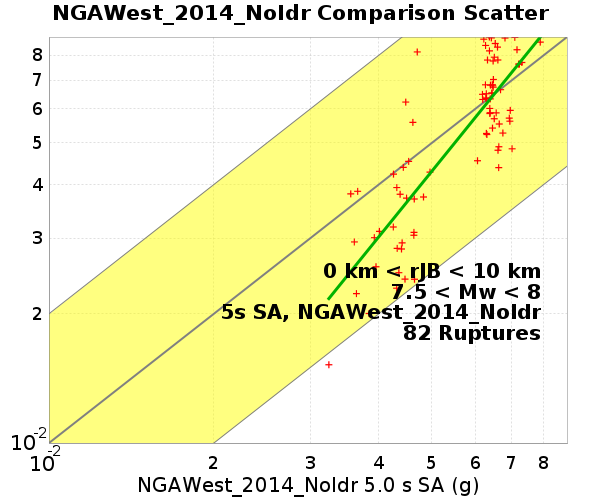 NGAWest_2014_NoIdr Comparison Scatter
8
7
6
5
4
3
2
10-2
0 km < rJB < 10 km
7.5 < Mw < 8
5s SA, NGAWest_2014_NoIdr
82 Ruptures
10-2 2 3 4 5 6 7 8
NGAWest_2014_NoIdr 5.0 s SA (g)